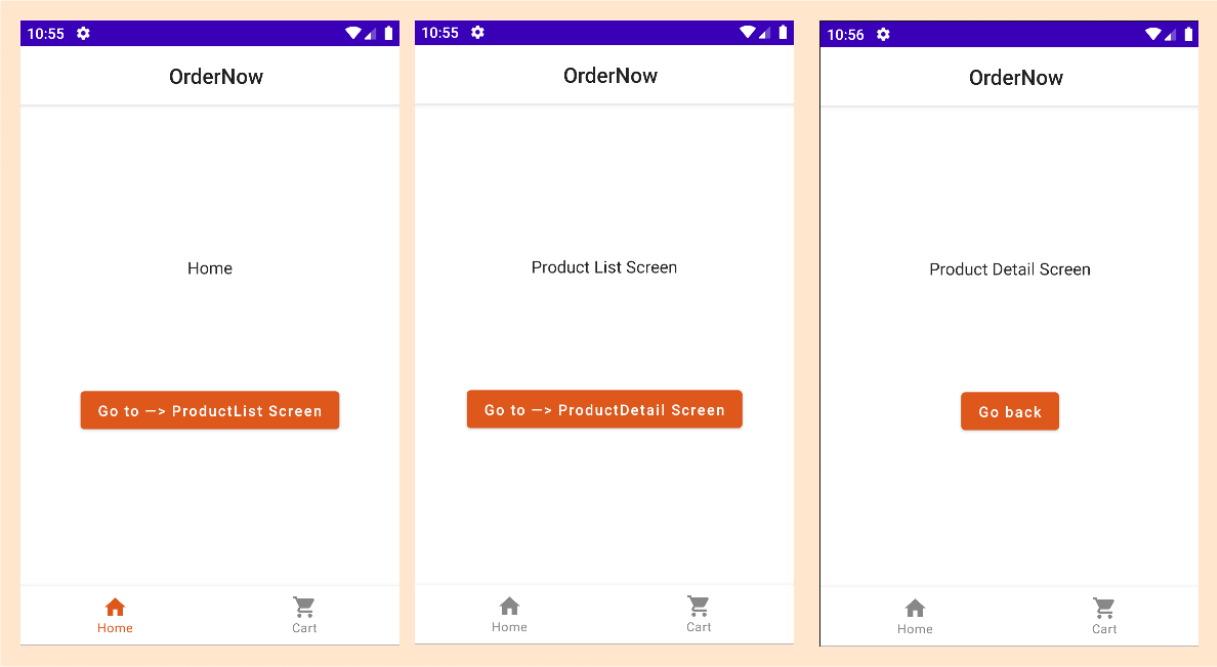 10:55
OrderNow
Home
Go to —> ProductList Screen
Home
Cart
10:55
OrderNow
Product List Screen
Go to —> ProductDetail Screen
Home
Cart
10:56
OrderNow
Product Detail Screen
Go back
Home
Cart